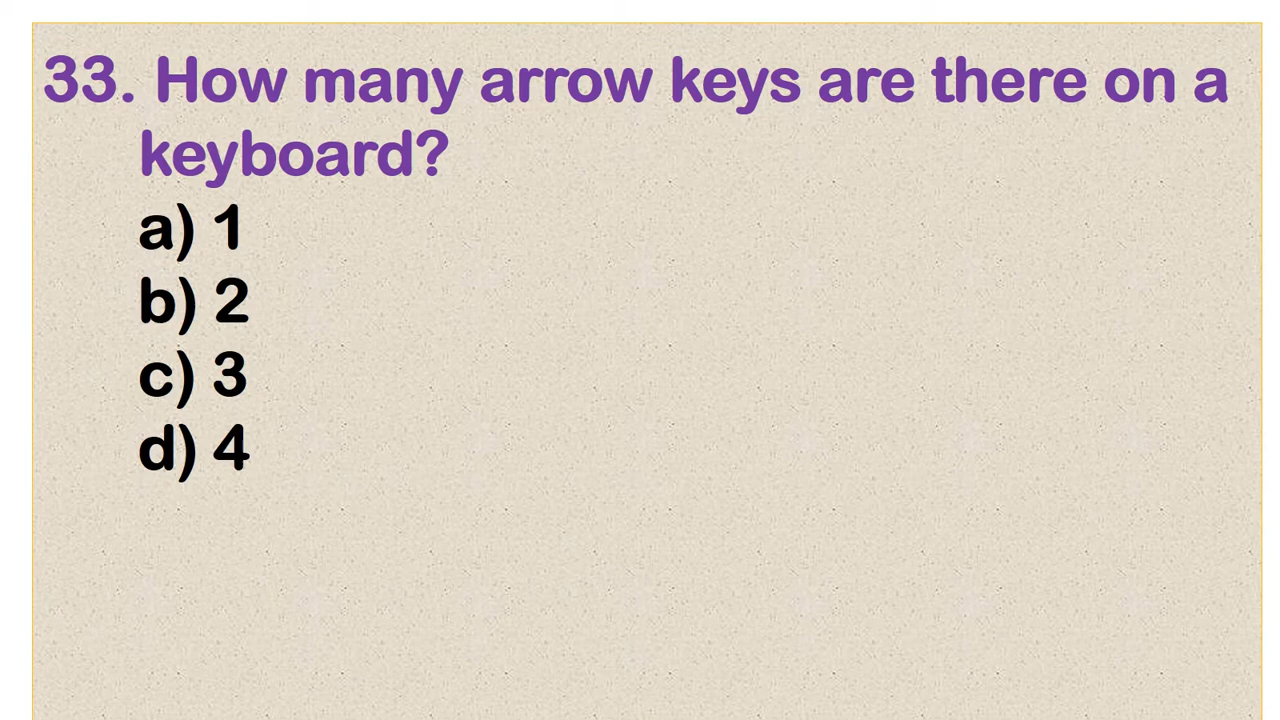 33. How many arrow keys are there on a
keyboard?
a) 1
b) 2
c) 3
d) 4